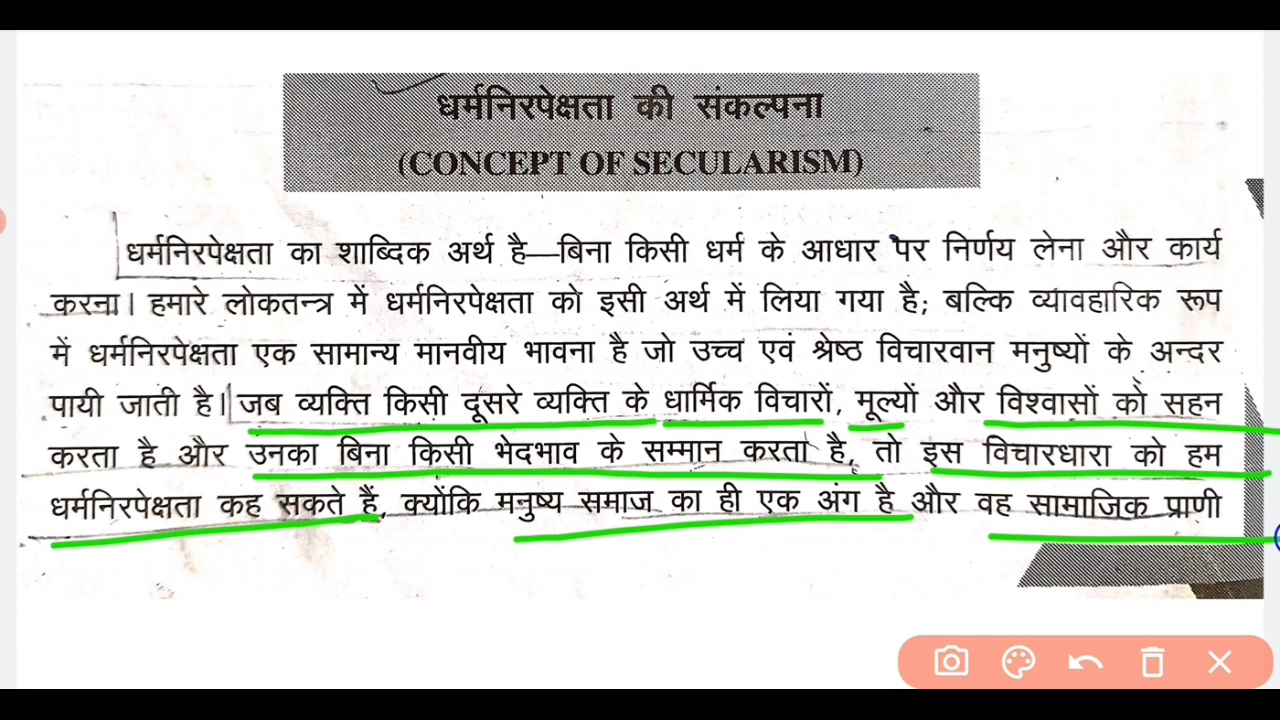 धर्मनिरपेक्षता की संकल्पना
(CONCEPT OF SECULARISM)
धर्मनिरपेक्षता का शाब्दिक अर्थ है—बिना किसी धर्म के आधार पर निर्णय लेना और कार्य
करना। हमारे लोकतन्त्र में धर्मनिरपेक्षता को इसी अर्थ में लिया गया है; बल्कि व्यावहारिक रूप
में धर्मनिरपेक्षता एक सामान्य मानवीय भावना है जो उच्च एवं श्रेष्ठ विचारवान मनुष्यों के अन्दर
पायी जाती है। जब व्यक्ति किसी दूसरे व्यक्ति के धार्मिक विचारों, मूल्यों और विश्वासों को सहन
करता है और उनका बिना किसी भेदभाव के सम्मान करता है, तो इस विचारधारा को हम
धर्मनिरपेक्षता कह सकते हैं, क्योंकि मनुष्य समाज का ही एक अंग है और वह सामाजिक प्राणी